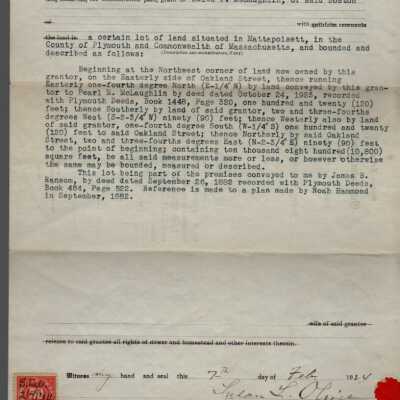 of said Boston
with quitclaim covenants
the land in a certain lot of land situated in Mattapoisett, in the
County of Plymouth and Commonwealth of Massachusetts, and bounded and
described as follows:
Beginning at the Northwest corner of land now owned by this
grantor, on the Easterly side of Oakland Street, thence running
Easterly one-fourth degree North (E-1/4°N) by land conveyed by this gran-
tor to Pearl M. McLaughlin by deed dated October 24, 1923, recorded
with Plymouth Deeds, Book 1448, Page 320, one hundred and twenty (120)
feet; thence Southerly by land of said grantor, two and three-fourths
degrees West (S-2-3/4°W) ninety (90) feet; thence Westerly also by land
of said grantor, one-fourth degree South (W-1/4°S) one hundred and twenty
(120) feet to said Oakland Street; thence Northerly by said Oakland
Street, two and three-fourths degrees East (N-2-3/4°E) ninety (90) feet
to the point of beginning; containing ten thousand eight hundred (10,800)
square feet, be all said measurements more or less, or however otherwise
the same may be bounded, measured or described.
This lot being part of the premises conveyed to me by James B.
Ransom, by deed dated September 26, 1882 recorded with Plymouth Deeds,
Book 484, Page 522. Reference is made to a plan made by Noah Hammond
in September, 1882.
wife of said grantor
release to said grantee all rights of dower and homestead and other interests therein.
Witness my hand and seal this 7th day of Feb 1924
Susan L.